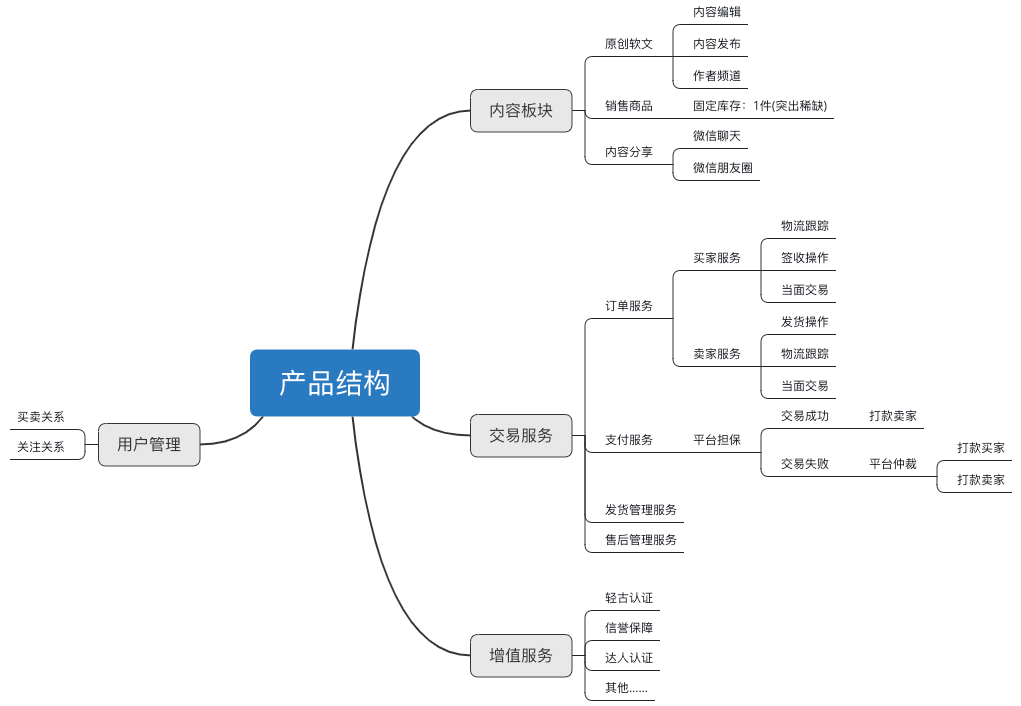 产品结构
内容板块
原创软文
内容编辑
内容发布
作者频道
销售商品
固定库存：1件(突出稀缺)
内容分享
微信聊天
微信朋友圈
交易服务
订单服务
买家服务
物流跟踪
签收操作
当面交易
卖家服务
发货操作
物流跟踪
当面交易
支付服务
平台担保
交易成功
打款卖家
交易失败
平台仲裁
打款买家
打款卖家
发货管理服务
售后管理服务
增值服务
轻古认证
信誉保障
达人认证
其他......
用户管理
买卖关系
关注关系